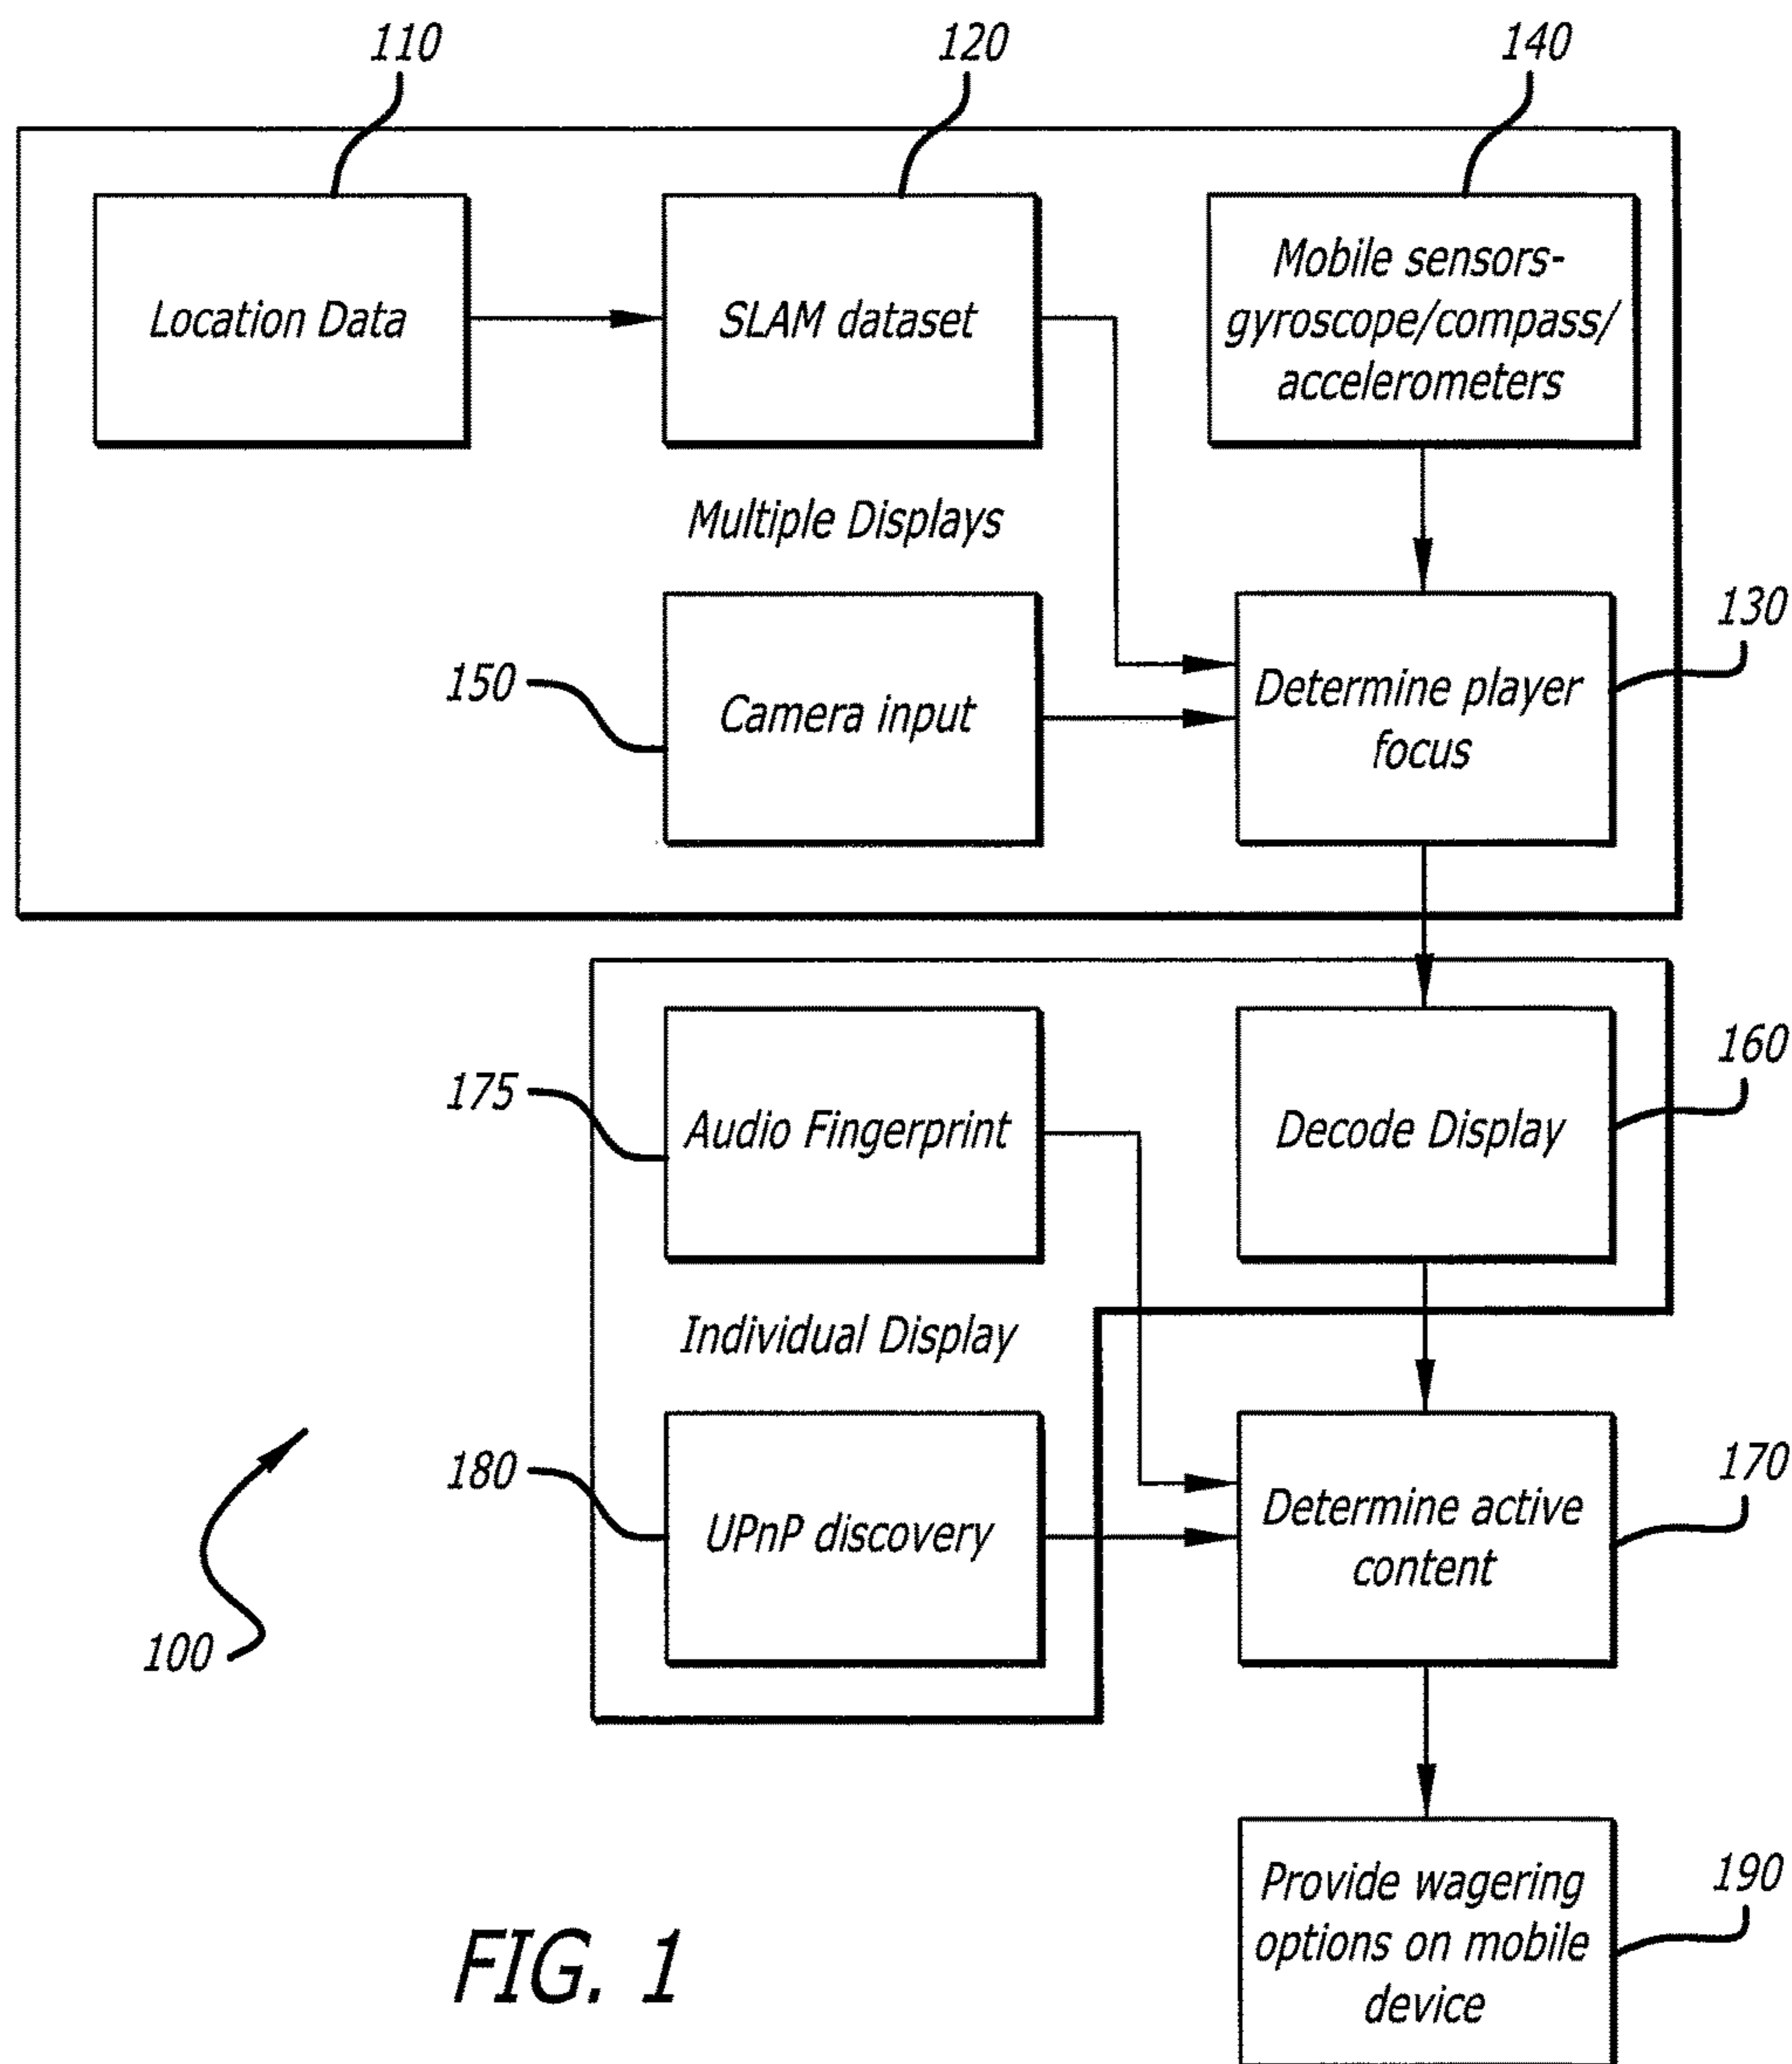 110
120
140
Location Data
SLAM dataset
Mobile sensors-
gyroscope/compass/
accelerometers
Multiple Displays
130
150
Camera input
Determine player
focus
160
175
Audio Fingerprint
Decode Display
Individual Display
170
180
UPnP discovery
Determine active
content
100
190
Provide wagering
options on mobile
device
FIG. 1